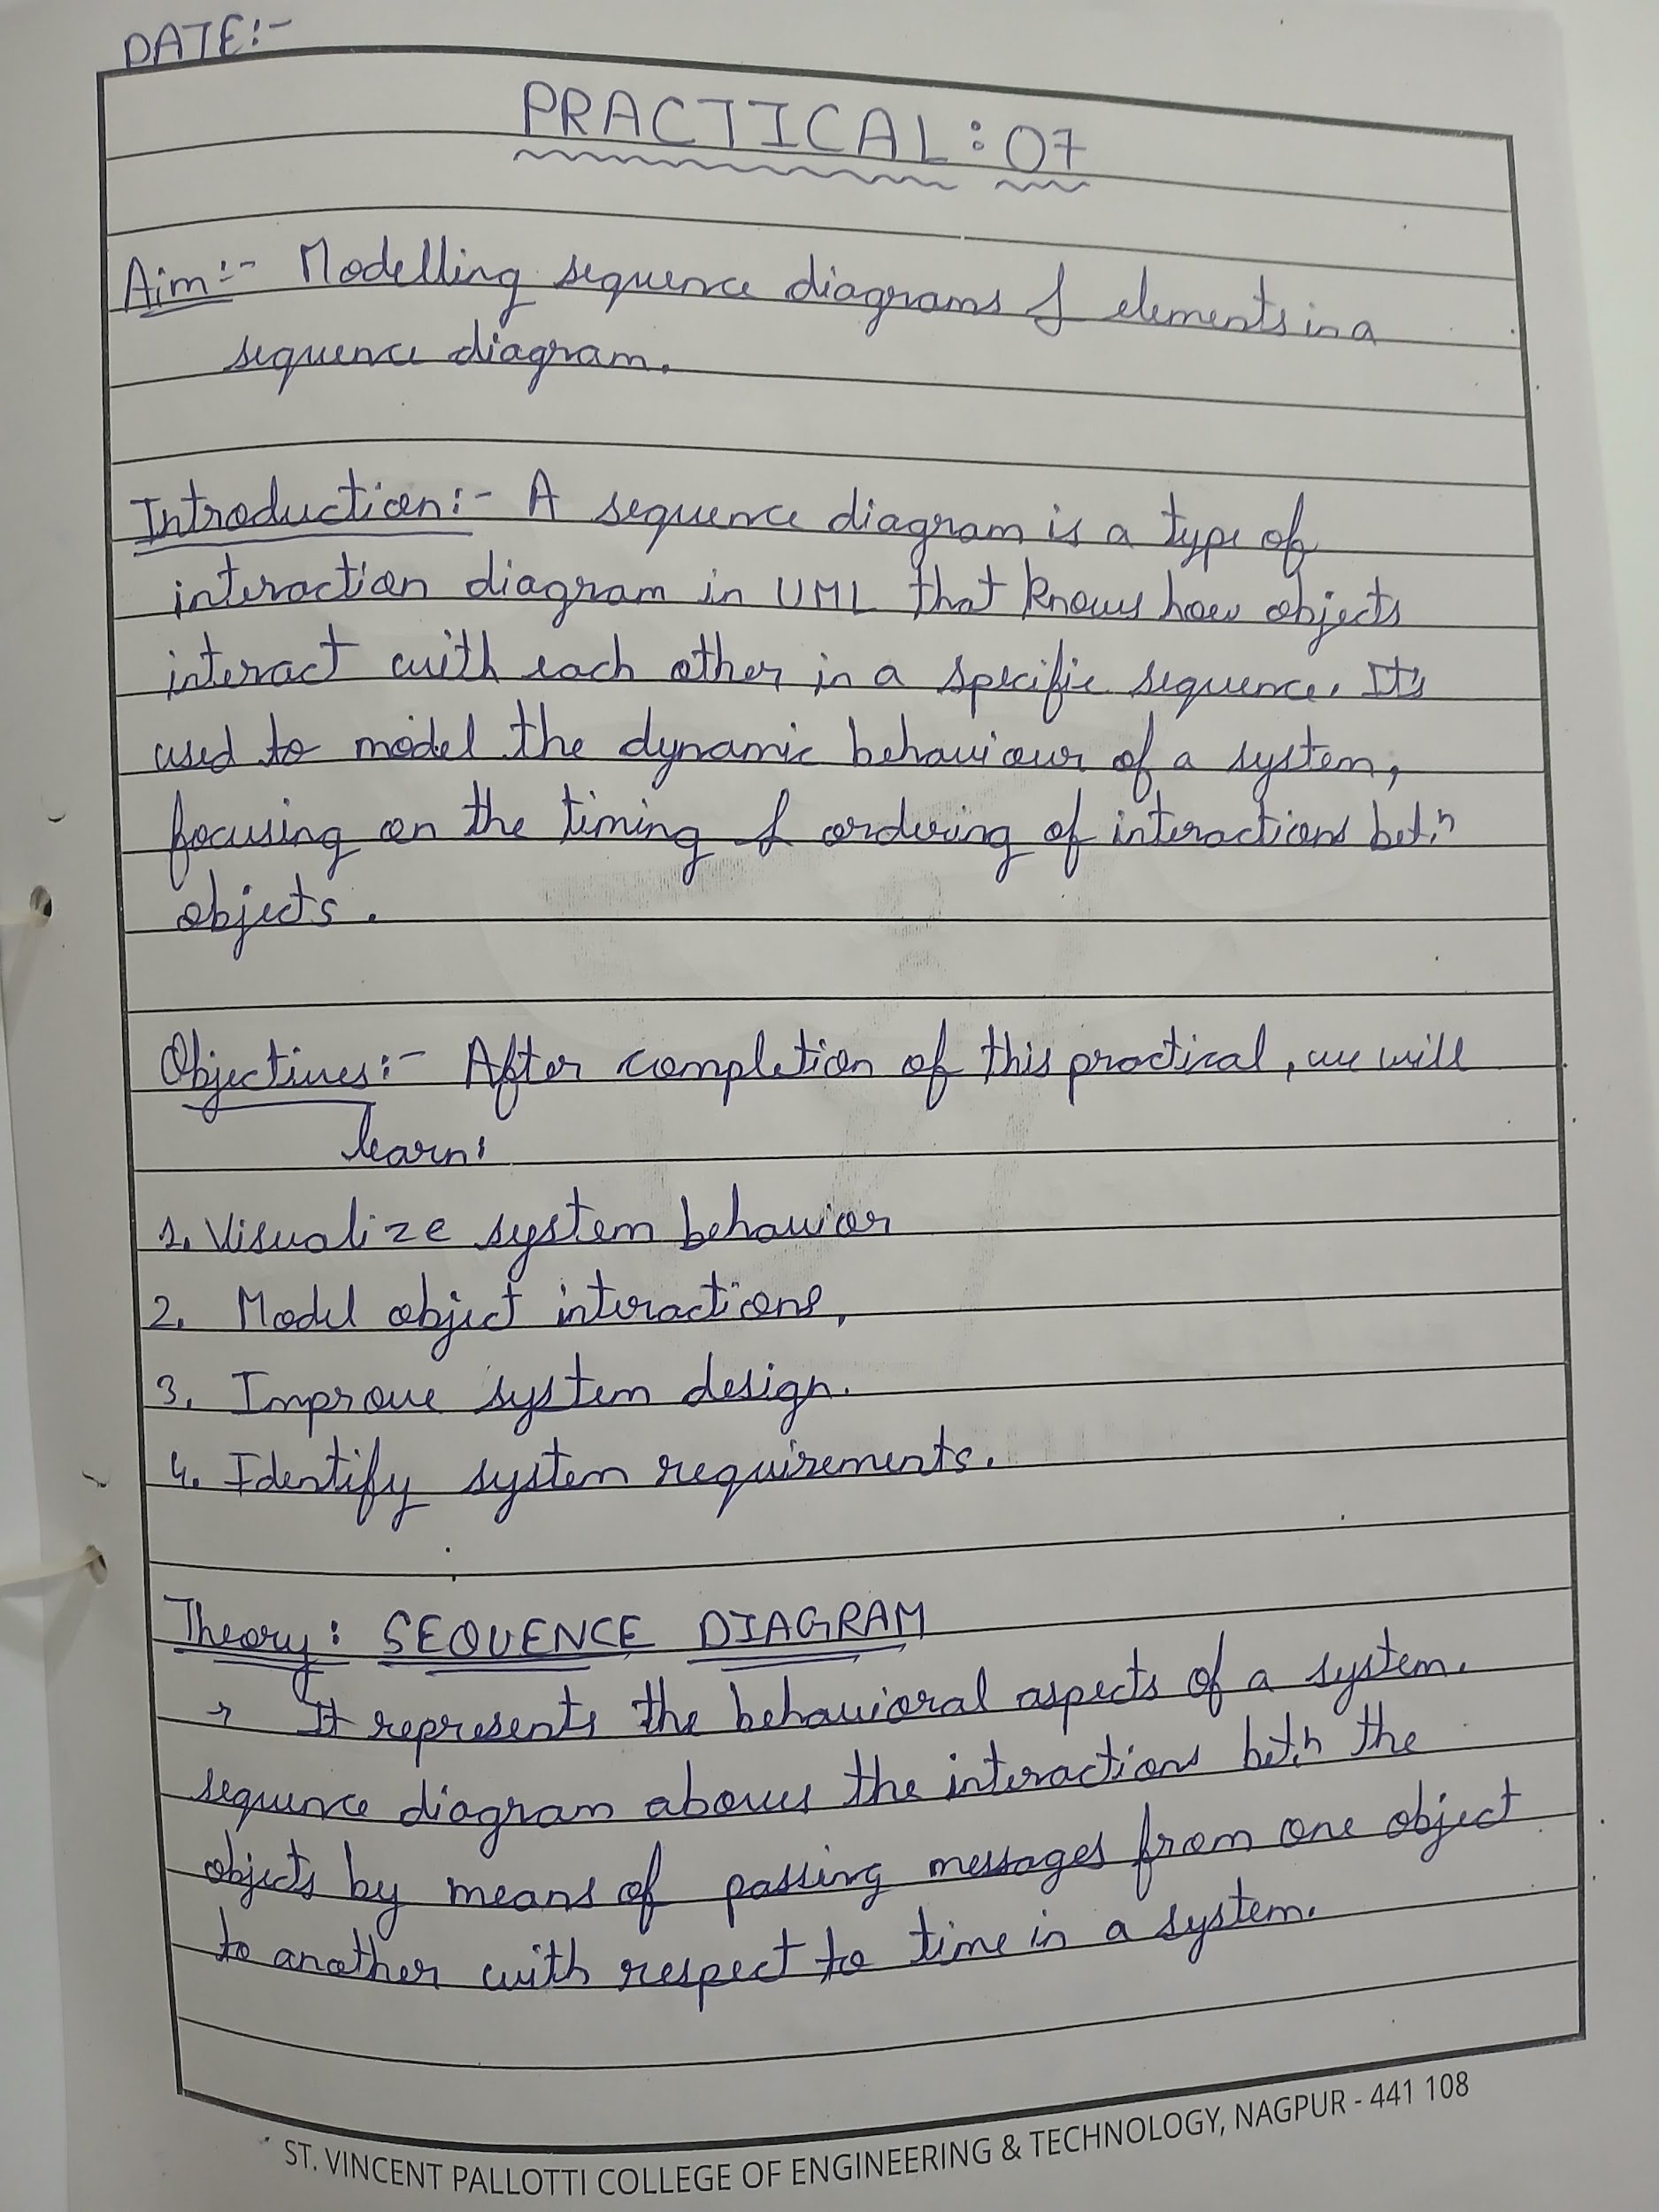 DATE:-
PRACTICAL: 07
Aim:- Modelling sequence diagrams & elements in a
sequence diagram.
Introduction:- A sequence diagram is a type of
interaction diagram in UML that knows how objects
interact with each other in a specific sequence. It's
used to model the dynamic behaviour of a system,
focusing on the timing & ordering of interactions betn
objects.
Objectives:- After completion of this practical, we will
learn:
1. Visualize system behavior
2. Model object interactions,
3. Improve system design.
4. Identify system requirements.
Theory: SEQUENCE DIAGRAM
→ It represents the behavioral aspects of a system.
sequence diagram abows the interactions betn the
objects by means of passing messages from one object
to another with respect to time in a system.
ST. VINCENT PALLOTTI COLLEGE OF ENGINEERING & TECHNOLOGY, NAGPUR - 441 108